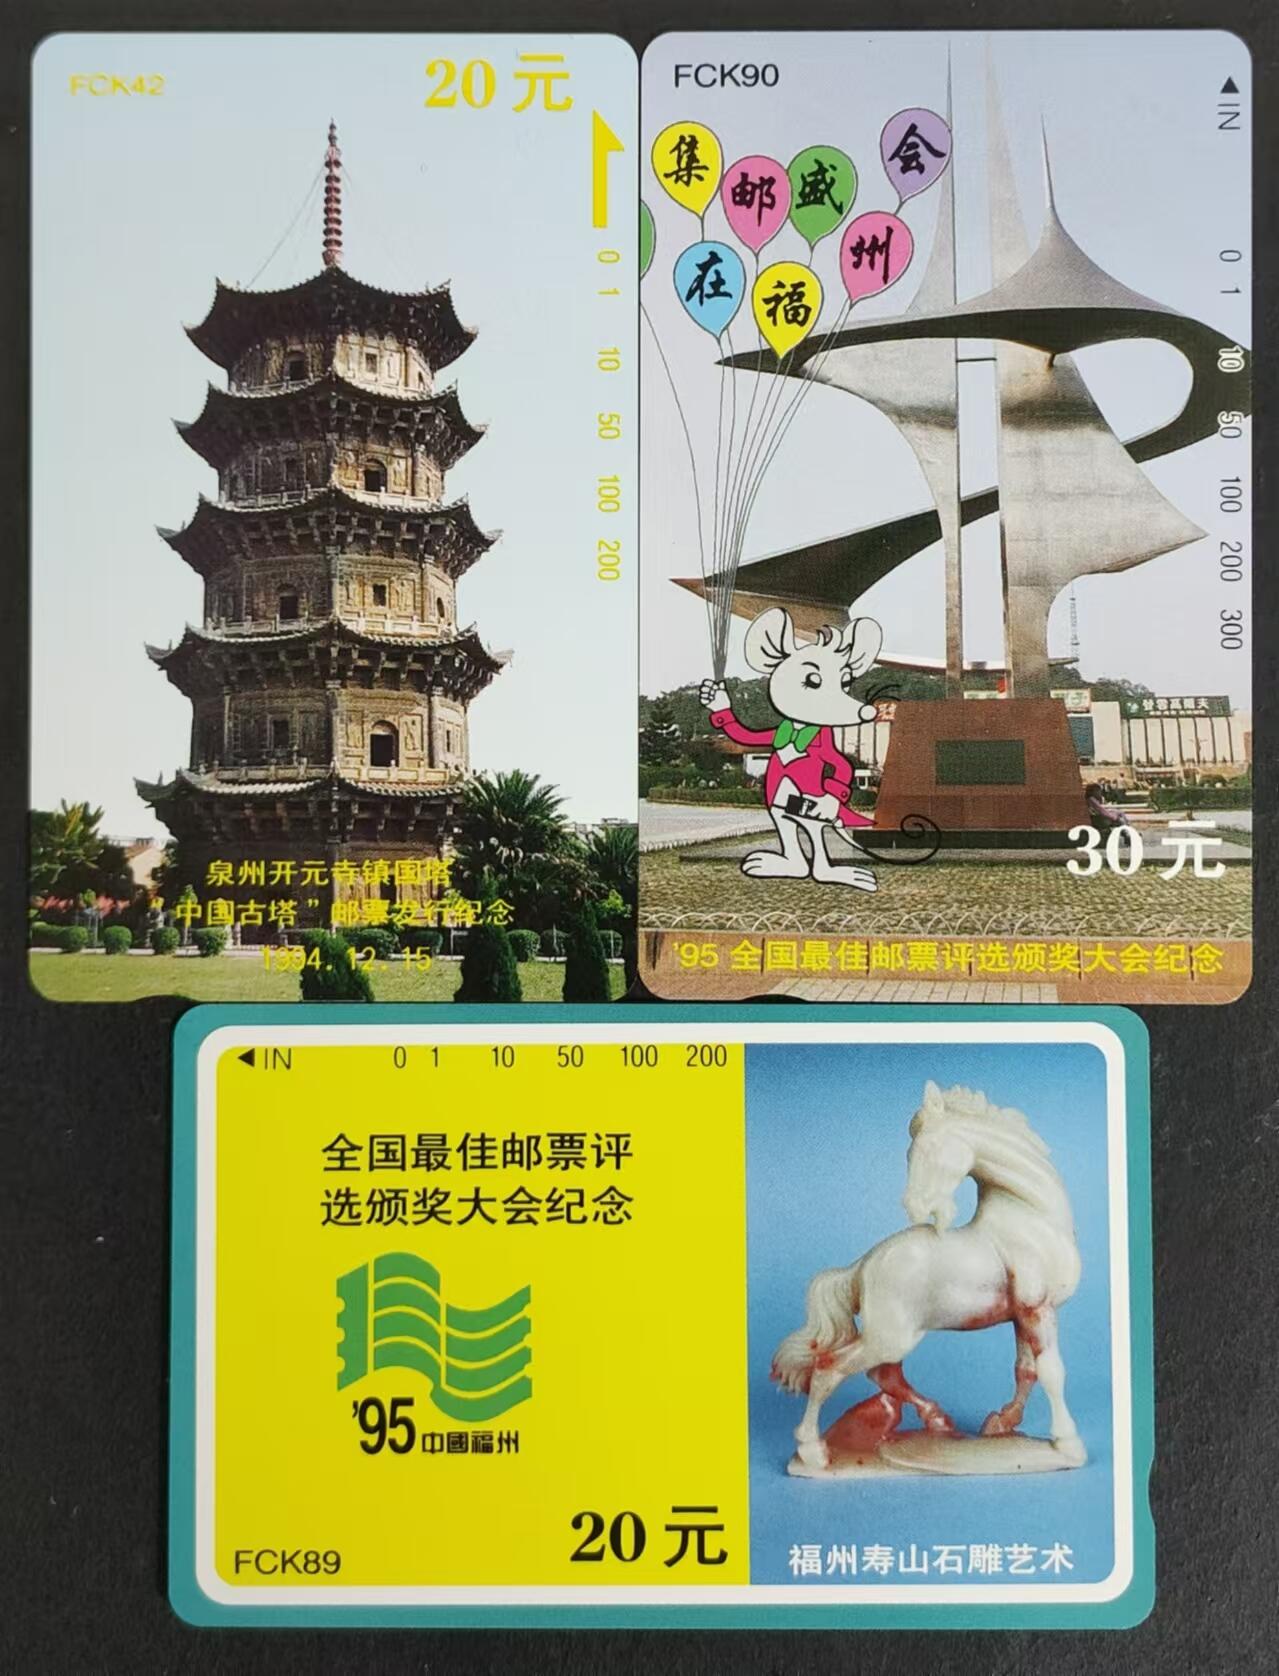 FCK42
20元
0 1 10 50 100 200
泉州开元寺镇国塔
“中国古塔”邮票发行纪念
1994.12.15
FCK90
IN
0 1 10 50 100 200 300
集邮盛会
在福州
30元
'95全国最佳邮票评选颁奖大会纪念
IN 0 1 10 50 100 200
全国最佳邮票评
选颁奖大会纪念
'95中國福州
20元
FCK89
福州寿山石雕艺术